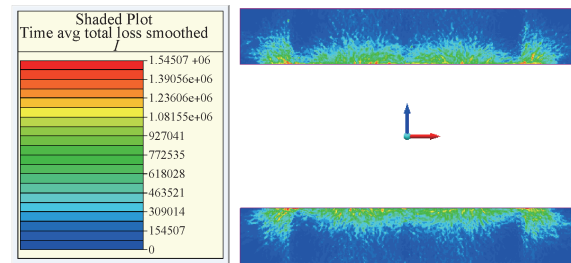 Shaded Plot
Time avg total loss smoothed
I
1.54507 +06
1.39056e+06
1.23606e+06
1.08155e+06
927041
772535
618028
463521
309014
154507
0